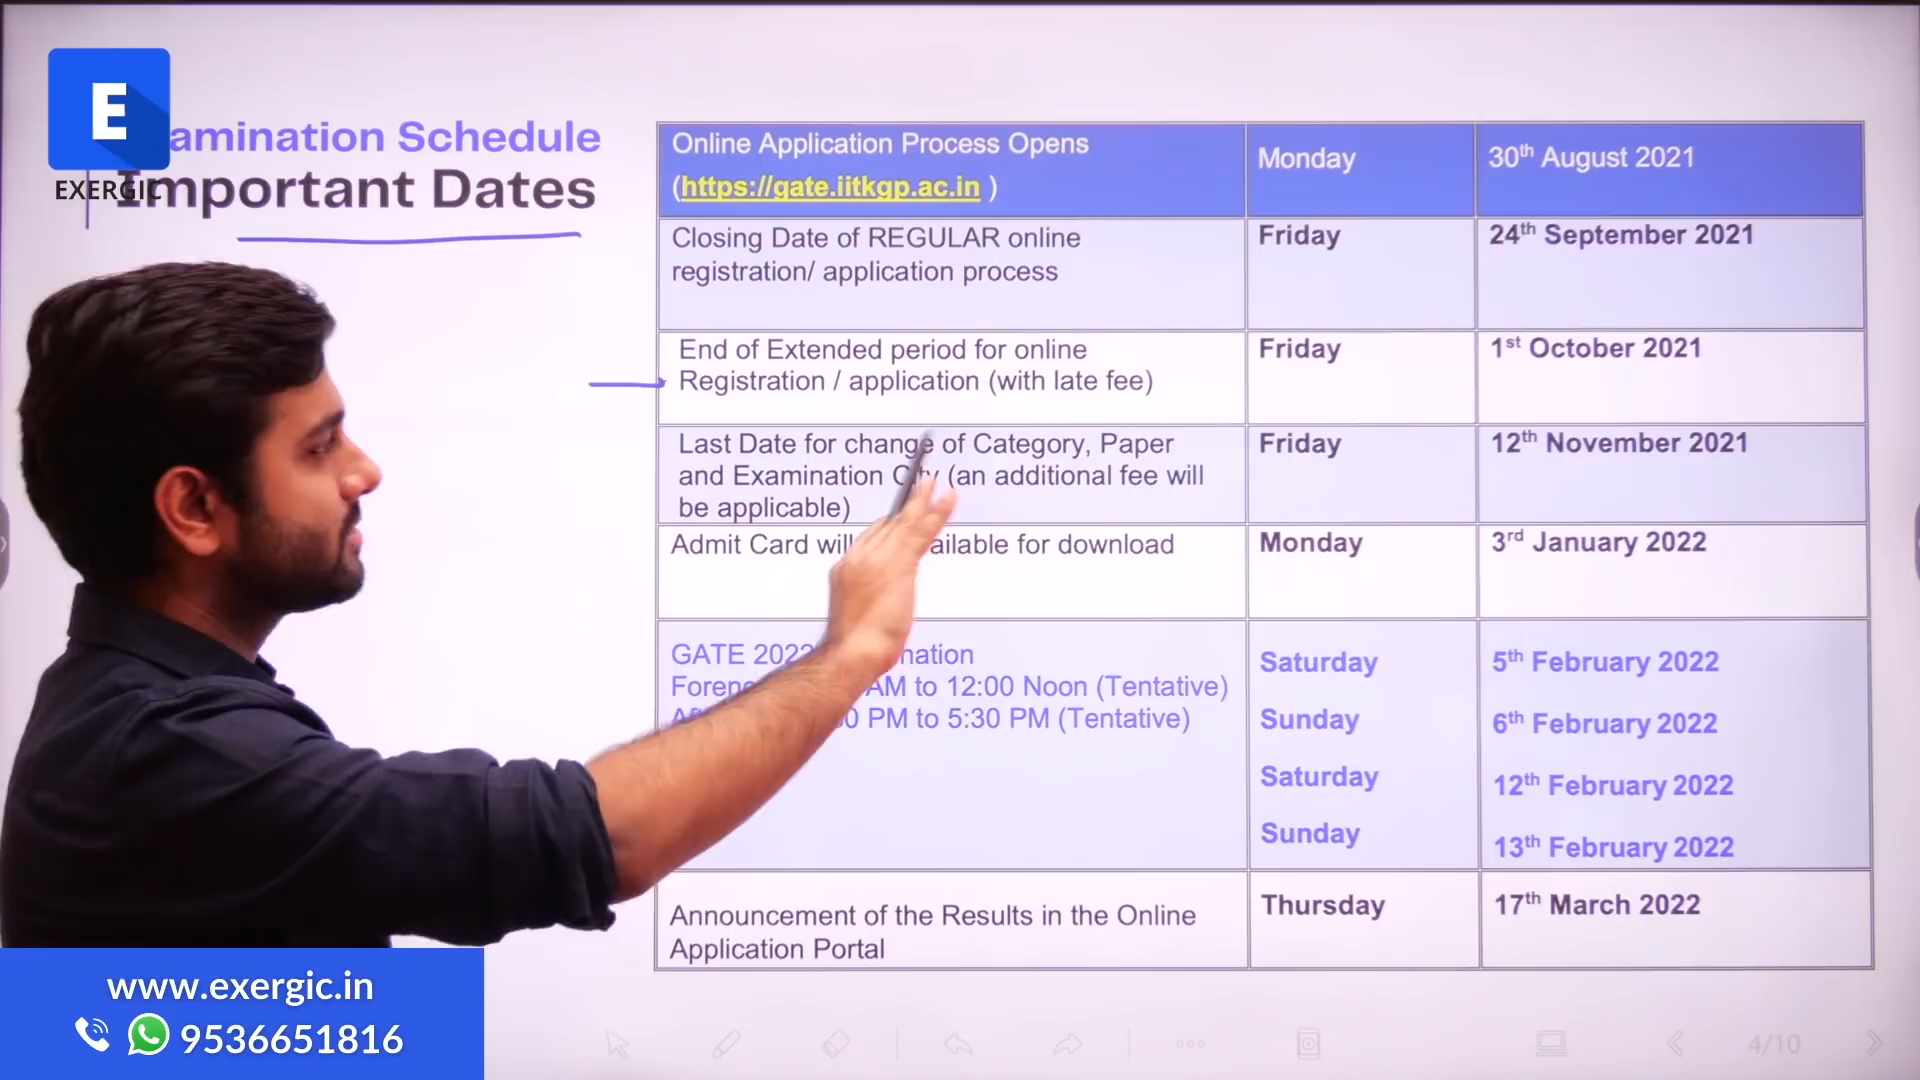 E
EXERGIC
amination Schedule
Important Dates
Online Application Process Opens
(https://gate.iitkgp.ac.in )
Monday
30th August 2021
Closing Date of REGULAR online
registration/ application process
Friday
24th September 2021
End of Extended period for online
Registration / application (with late fee)
Friday
1st October 2021
Last Date for change of Category, Paper
and Examination City (an additional fee will
be applicable)
Friday
12th November 2021
Admit Card will ailable for download
Monday
3rd January 2022
GATE 2022 nation
AM to 12:00 Noon (Tentative)
PM to 5:30 PM (Tentative)
Saturday
5th February 2022
Sunday
6th February 2022
Saturday
12th February 2022
Sunday
13th February 2022
Announcement of the Results in the Online
Application Portal
Thursday
17th March 2022
www.exergic.in
9536651816
4/10